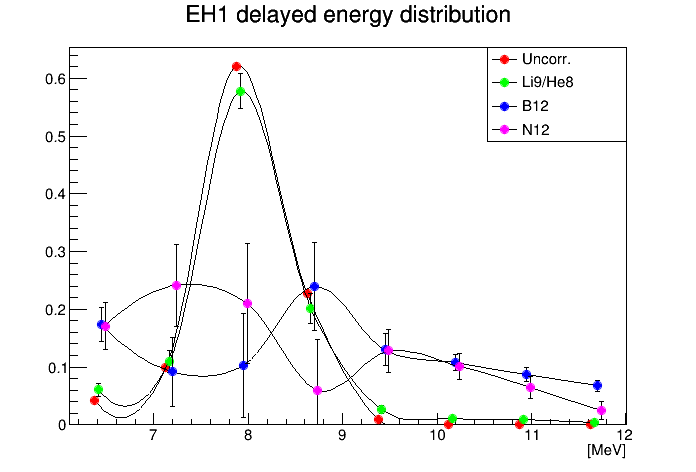 EH1 delayed energy distribution
Uncorr.
Li9/He8
B12
N12
0.6
0.5
0.4
0.3
0.2
0.1
0
7 8 9 10 11 12
[MeV]